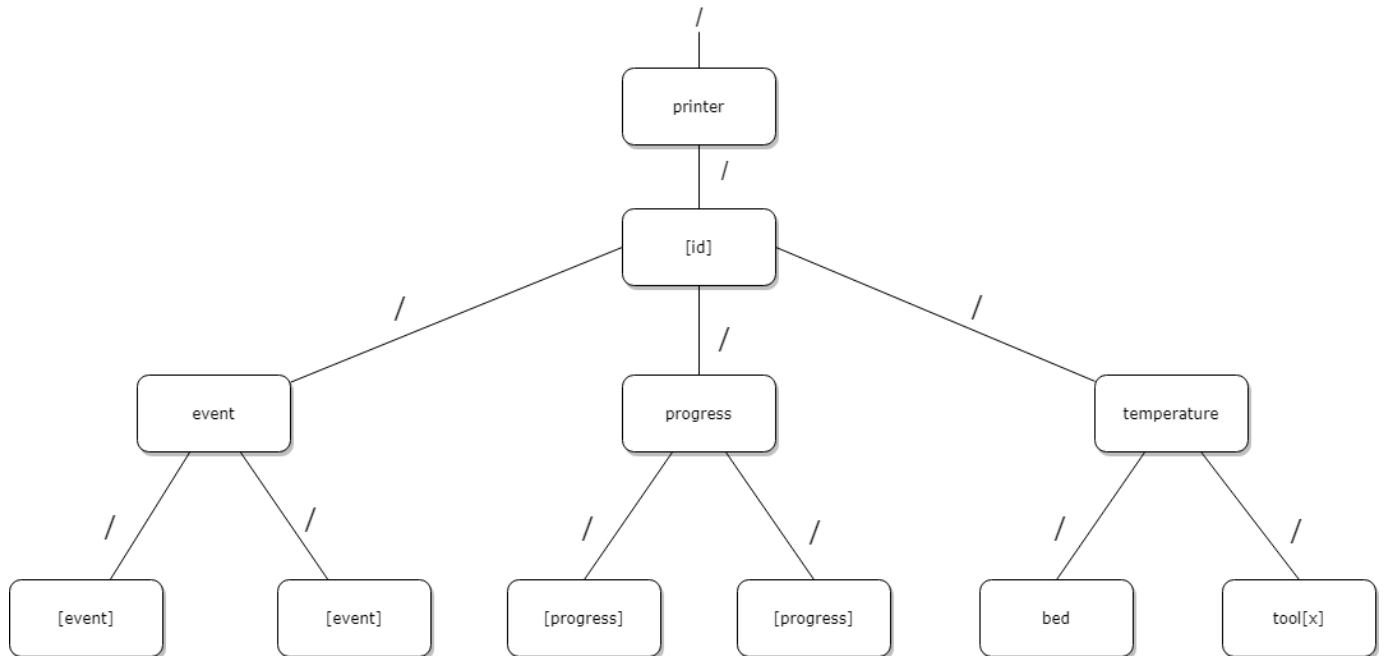 /
printer
/
[id]
/
/
/
event
progress
temperature
/
/
/
/
/
/
[event]
[event]
[progress]
[progress]
bed
tool[x]